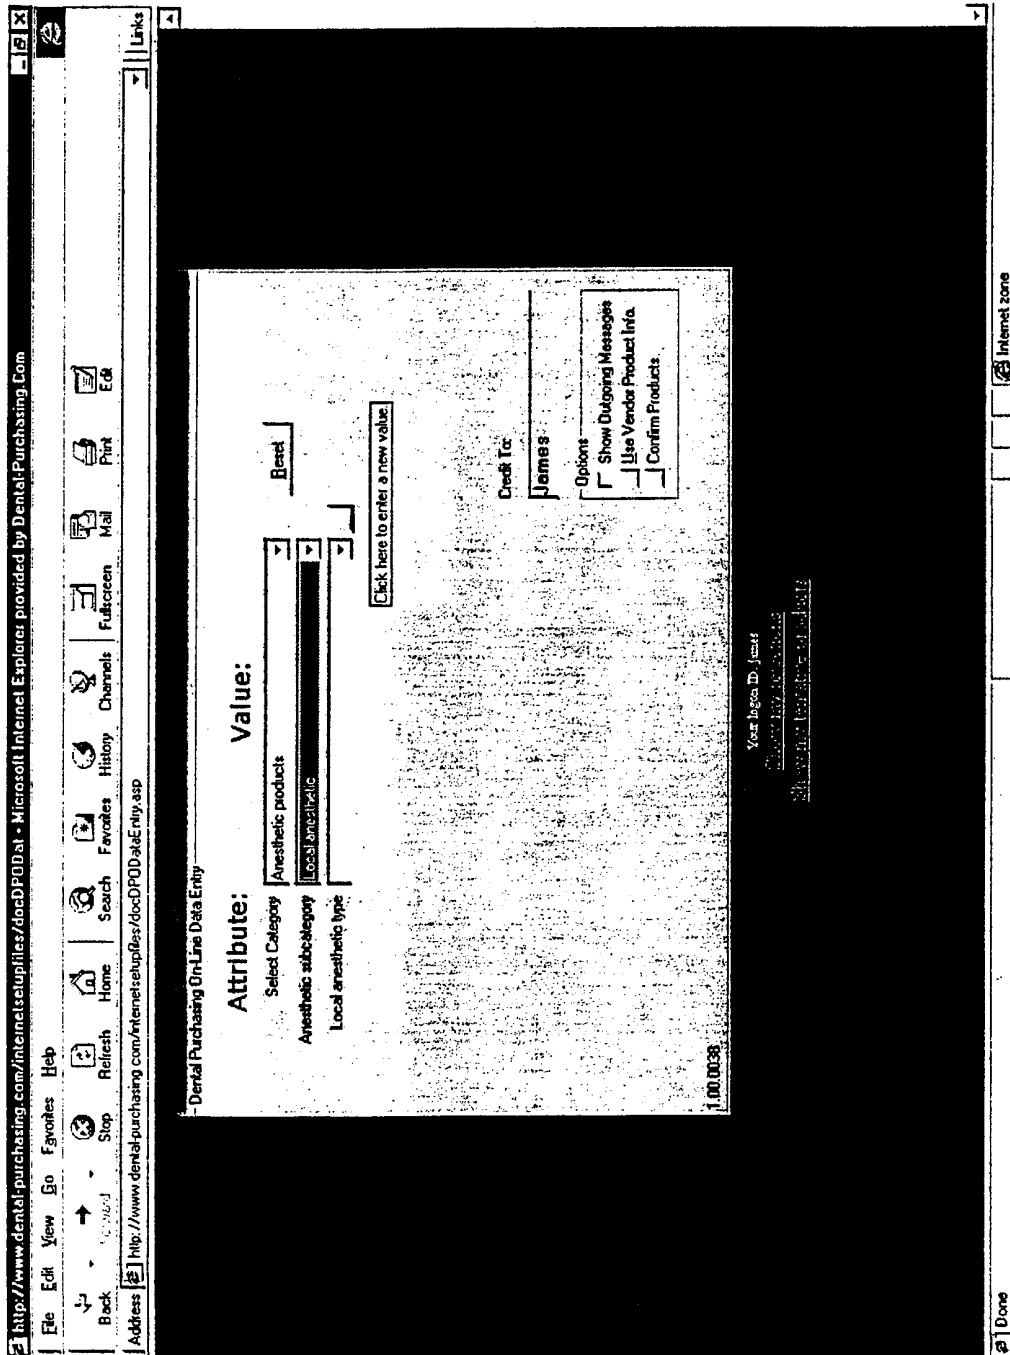 http://www.dental-purchasing.com/internetsetupfiles/docDPODat - Microsoft Internet Explorer provided by Dental-Purchasing.Com
File Edit View Go Favorites Help
Back Stop Refresh Home Search Favorites History Channels Fullscreen Mail Print Edit
Address http://www.dental-purchasing.com/internetsetupfiles/docDPODataEntry.asp Links
Dental Purchasing On-Line Data Entry
Attribute: Value:
Select Category Anesthetic products Reset
Anesthetic subcategory Local anesthetic
Local anesthetic type
Click here to enter a new value.
Credit To:
James
Options
Show Outgoing Messages
Use Vendor Product Info.
Confirm Products
1.00.0038
Your logon ID: james
Done Internet zone